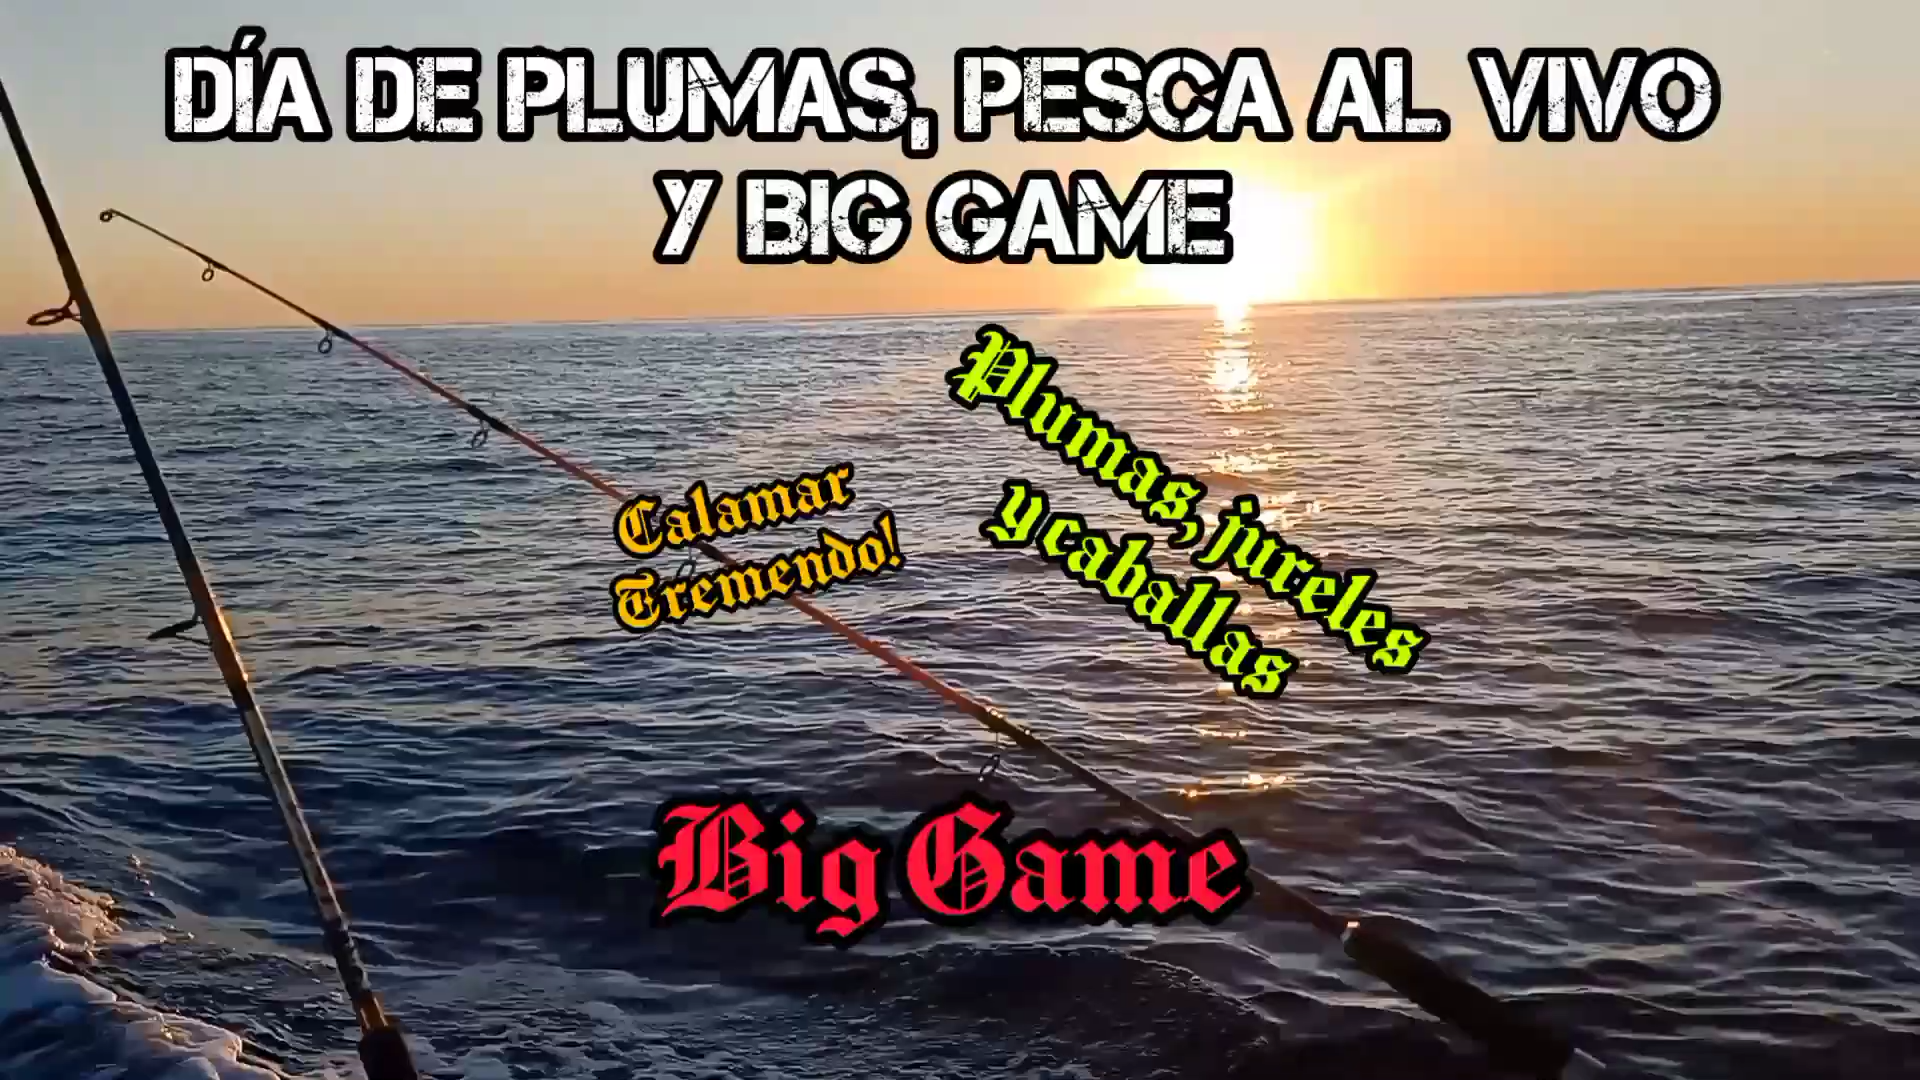 DÍA DE PLUMAS, PESCA AL VIVO
Y BIG GAME
Plumas, jureles
y caballas
Calamar
Tremendo!
Big Game